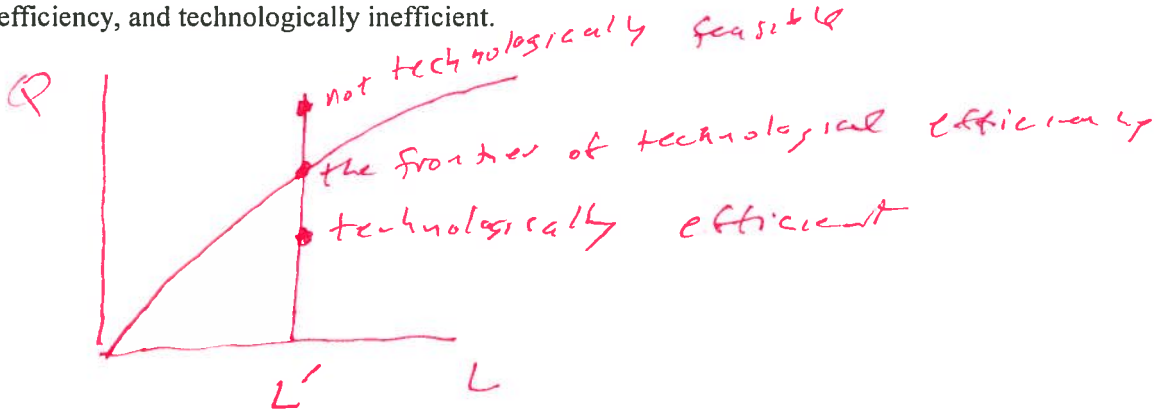 efficiency, and technologically inefficient.
not technologically feasible
Q
the frontier of technological efficiency
technologically efficient
L'
L